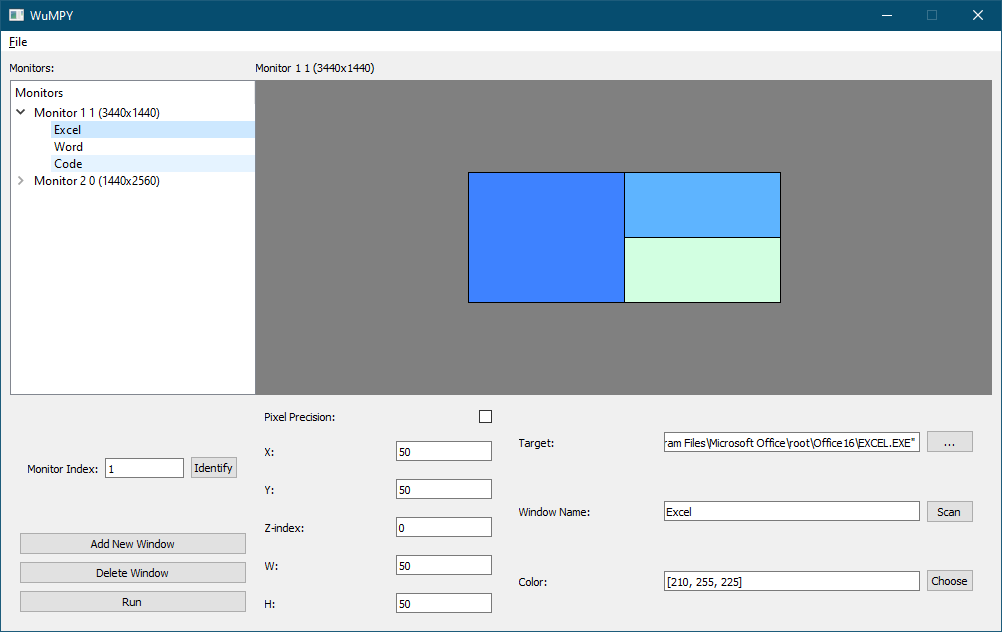 WuMPY
File
Monitors:
Monitor 1 1 (3440x1440)
Monitors
Monitor 1 1 (3440x1440)
Excel
Word
Code
Monitor 2 0 (1440x2560)
Monitor Index: 1 Identify
Add New Window
Delete Window
Run
Pixel Precision:
X: 50
Y: 50
Z-index: 0
W: 50
H: 50
Target: ram Files\Microsoft Office\root\Office16\EXCEL.EXE" ...
Window Name: Excel Scan
Color: [210, 255, 225] Choose